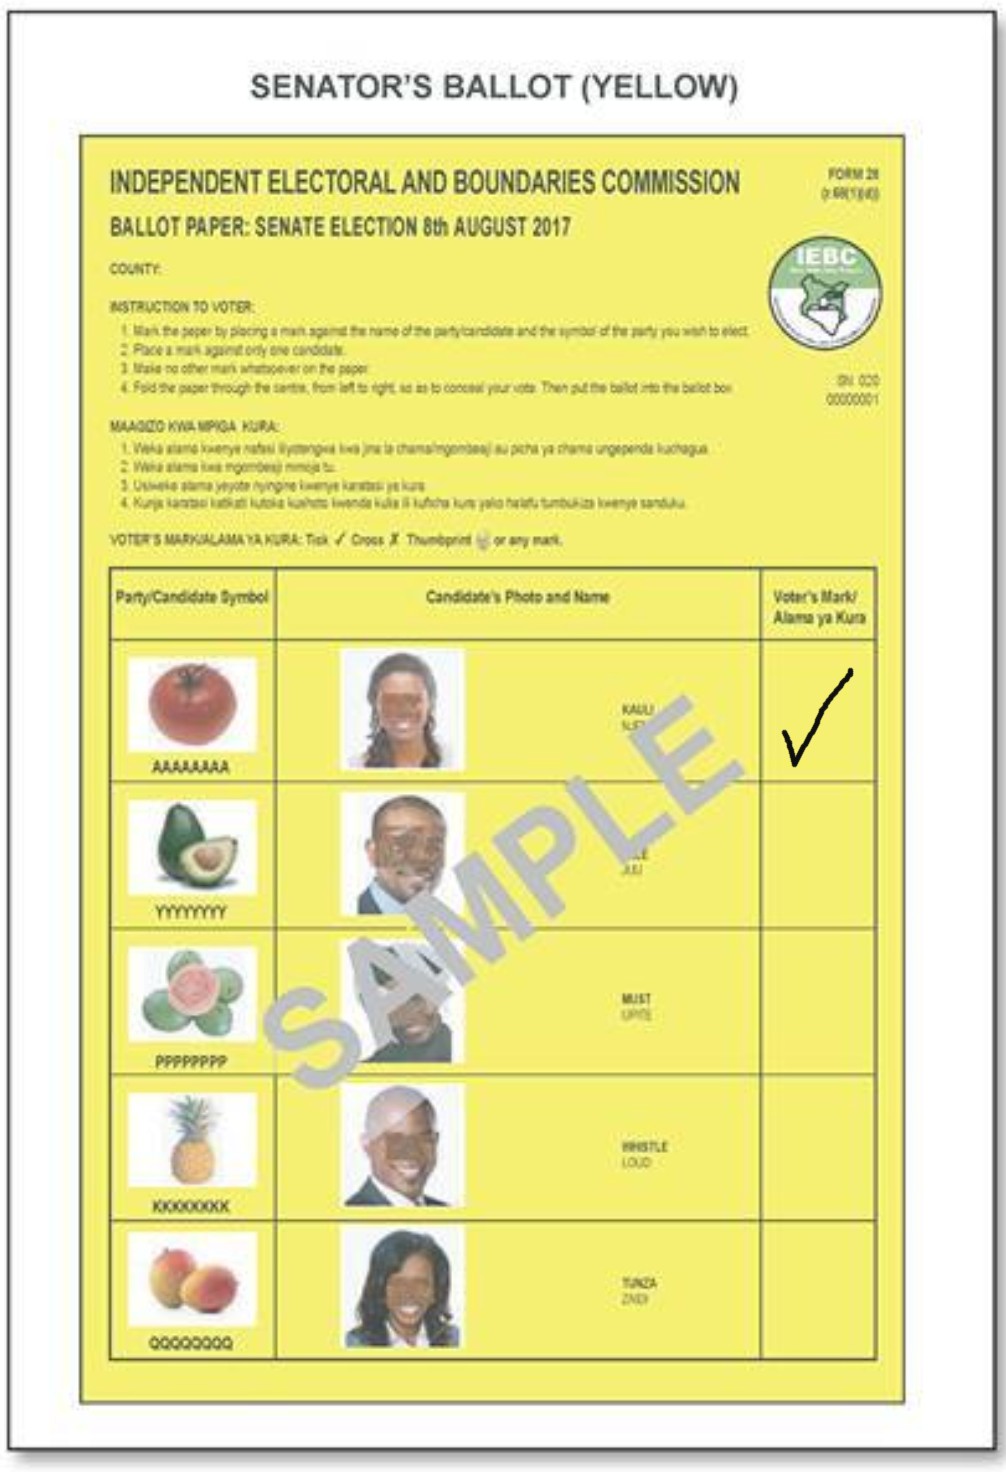 SENATOR'S BALLOT (YELLOW)
INDEPENDENT ELECTORAL AND BOUNDARIES COMMISSION
FORM 28
BALLOT PAPER: SENATE ELECTION 8th AUGUST 2017
COUNTY:
IEBC
INSTRUCTION TO VOTER:
1. Mark the paper by placing a mark against the name of the party/candidate and the symbol of the party you wish to elect.
2. Place a mark against only one candidate.
3. Make no other mark whatsoever on the paper.
4. Fold the paper through the centre, from left to right, so as to conceal your vote. Then put the ballot into the ballot box.
SN. 020
00000001
MAAGIZO KWA MPIGA KURA:
1. Weka alama kwenye nafasi iliyotengwa kwa jina la chama/mgombeaji au picha ya chama ungependa kuchagua.
2. Weka alama kwa mgombeaji mmoja tu.
3. Usiweke alama yeyote nyingine kwenye karatasi ya kura.
4. Kunja karatasi katikati kutoka kushoto kwenda kulia ili kuficha kura yako halafu tumbukiza kwenye sanduku.
VOTER'S MARK/ALAMA YA KURA: Tick ✓ Cross ✗ Thumbprint or any mark.
Party/Candidate Symbol
Candidate's Photo and Name
Voter's Mark/
Alama ya Kura
KAULI
AAAAAAAA
JULI
YYYYYYYY
MUST
UPITE
PPPPPPPP
WHISTLE
LOUD
KKKKKKKK
TUNZA
ZAIDI
QQQQQQQQ
SAMPLE